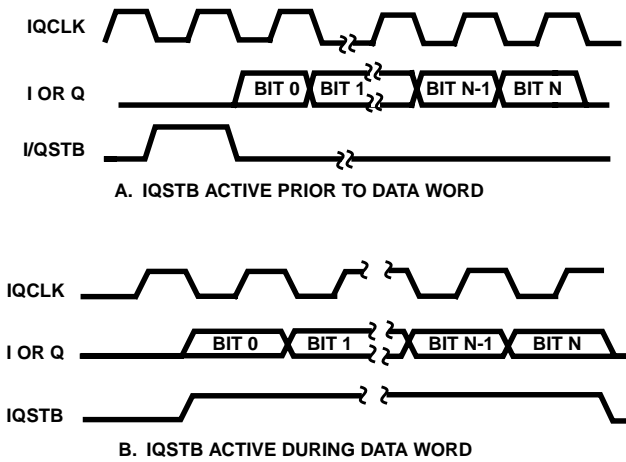 IQCLK
I OR Q
BIT 0 BIT 1 BIT N-1 BIT N
I/QSTB
A. IQSTB ACTIVE PRIOR TO DATA WORD
IQCLK
I OR Q
BIT 0 BIT 1 BIT N-1 BIT N
IQSTB
B. IQSTB ACTIVE DURING DATA WORD